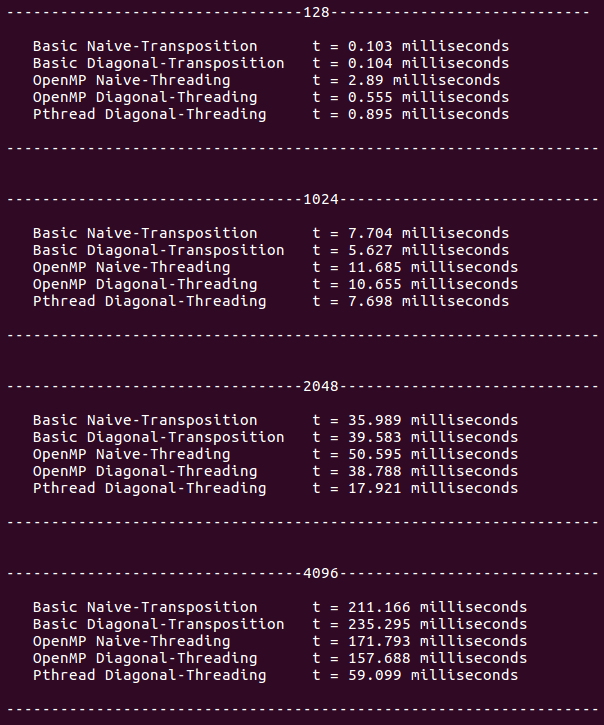 ---------------------------------128-----------------------------
Basic Naive-Transposition t = 0.103 milliseconds
Basic Diagonal-Transposition t = 0.104 milliseconds
OpenMP Naive-Threading t = 2.89 milliseconds
OpenMP Diagonal-Threading t = 0.555 milliseconds
Pthread Diagonal-Threading t = 0.895 milliseconds
------------------------------------------------------------------
---------------------------------1024-----------------------------
Basic Naive-Transposition t = 7.704 milliseconds
Basic Diagonal-Transposition t = 5.627 milliseconds
OpenMP Naive-Threading t = 11.685 milliseconds
OpenMP Diagonal-Threading t = 10.655 milliseconds
Pthread Diagonal-Threading t = 7.698 milliseconds
------------------------------------------------------------------
---------------------------------2048-----------------------------
Basic Naive-Transposition t = 35.989 milliseconds
Basic Diagonal-Transposition t = 39.583 milliseconds
OpenMP Naive-Threading t = 50.595 milliseconds
OpenMP Diagonal-Threading t = 38.788 milliseconds
Pthread Diagonal-Threading t = 17.921 milliseconds
------------------------------------------------------------------
---------------------------------4096-----------------------------
Basic Naive-Transposition t = 211.166 milliseconds
Basic Diagonal-Transposition t = 235.295 milliseconds
OpenMP Naive-Threading t = 171.793 milliseconds
OpenMP Diagonal-Threading t = 157.688 milliseconds
Pthread Diagonal-Threading t = 59.099 milliseconds
------------------------------------------------------------------